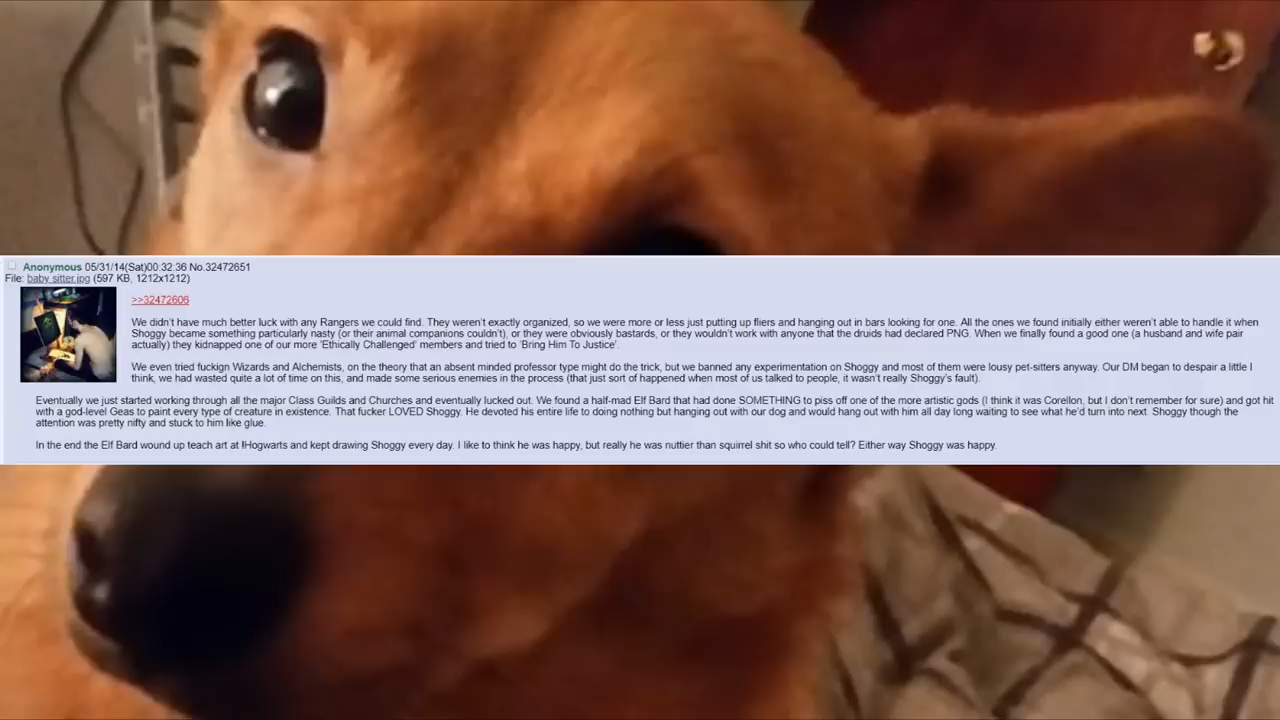 Anonymous 05/31/14(Sat)00:32:36 No.32472651
File: baby sitter.jpg (597 KB, 1212x1212)
>>32472606
We didn't have much better luck with any Rangers we could find. They weren't exactly organized, so we were more or less just putting up fliers and hanging out in bars looking for one. All the ones we found initially either weren't able to handle it when
Shoggy became something particularly nasty (or their animal companions couldn't), or they were obviously bastards, or they wouldn't work with anyone that the druids had declared PNG. When we finally found a good one (a husband and wife pair
actually) they kidnapped one of our more 'Ethically Challenged' members and tried to 'Bring Him To Justice'.
We even tried fuckign Wizards and Alchemists, on the theory that an absent minded professor type might do the trick, but we banned any experimentation on Shoggy and most of them were lousy pet-sitters anyway. Our DM began to despair a little I
think, we had wasted quite a lot of time on this, and made some serious enemies in the process (that just sort of happened when most of us talked to people, it wasn't really Shoggy's fault).
Eventually we just started working through all the major Class Guilds and Churches and eventually lucked out. We found a half-mad Elf Bard that had done SOMETHING to piss off one of the more artistic gods (I think it was Corellon, but I don't remember for sure) and got hit
with a god-level Geas to paint every type of creature in existence. That fucker LOVED Shoggy. He devoted his entire life to doing nothing but hanging out with our dog and would hang out with him all day long waiting to see what he'd turn into next. Shoggy though the
attention was pretty nifty and stuck to him like glue.
In the end the Elf Bard wound up teach art at !Hogwarts and kept drawing Shoggy every day. I like to think he was happy, but really he was nuttier than squirrel shit so who could tell? Either way Shoggy was happy.